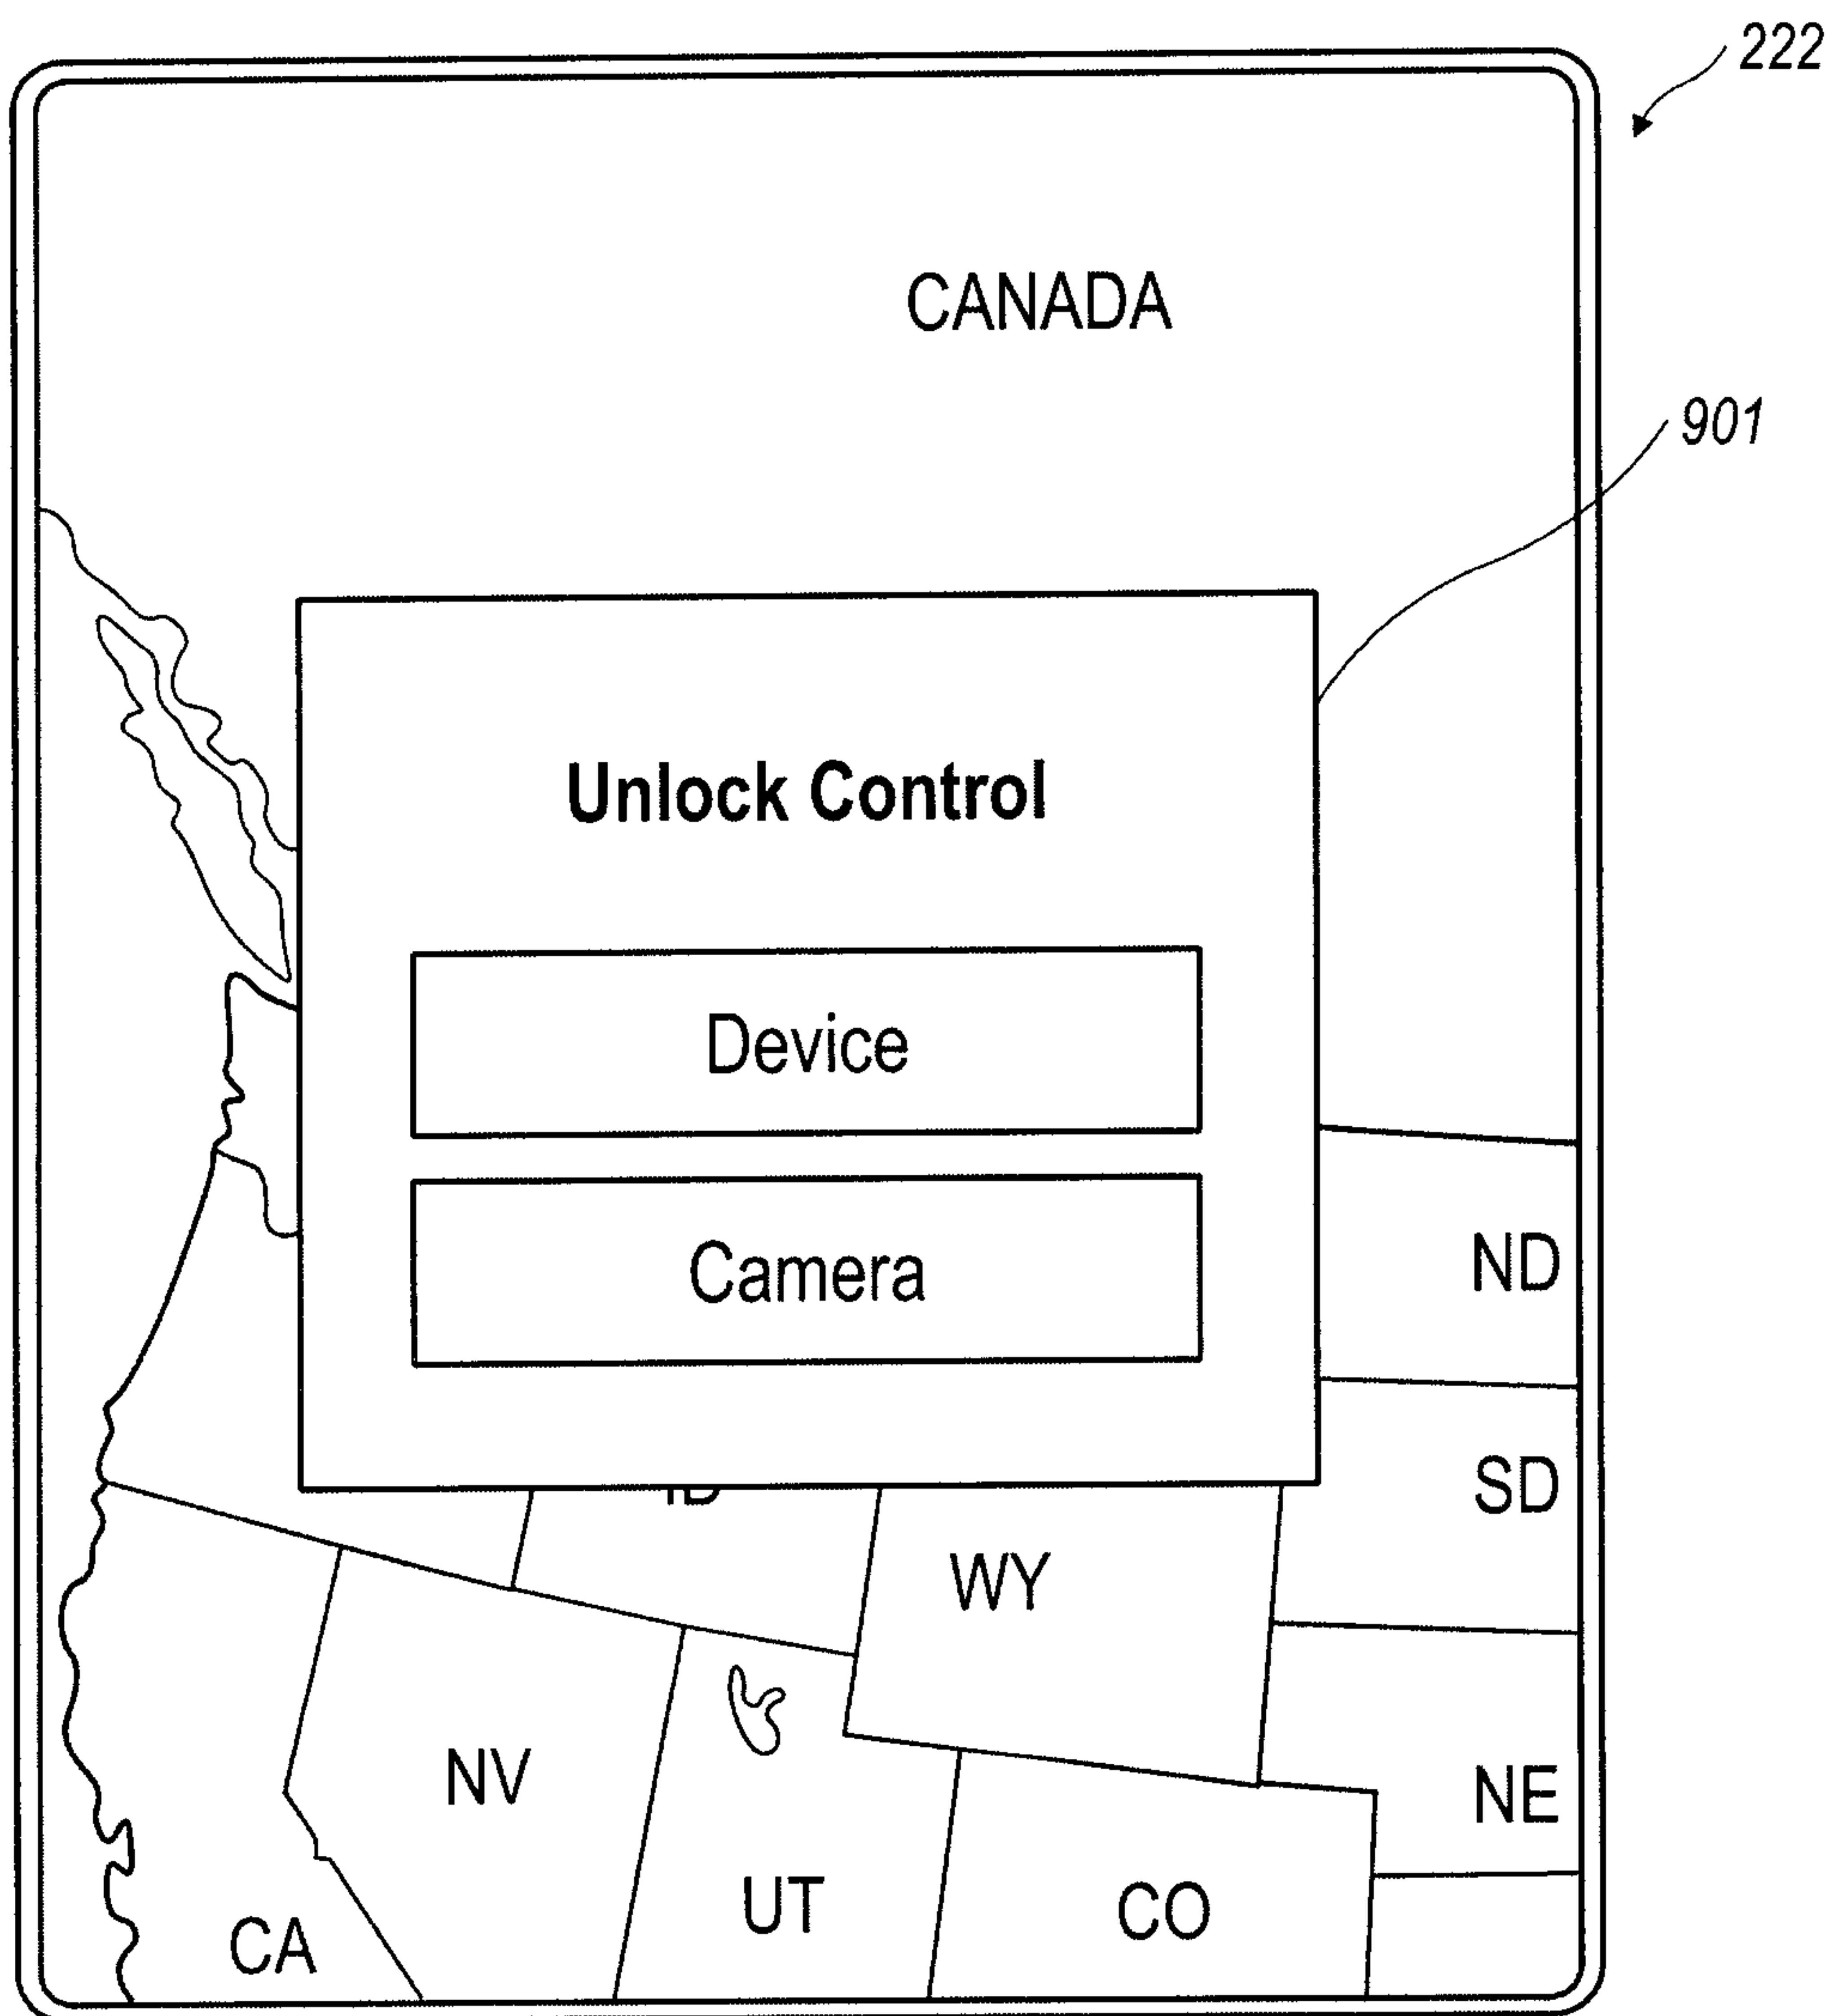 222
CANADA
901
Unlock Control
Device
Camera
ND
SD
WY
NV
NE
UT
CO
CA